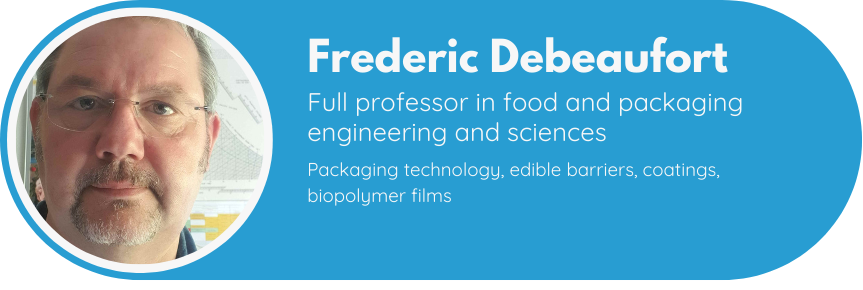 Frederic Debeaufort
Full professor in food and packaging
engineering and sciences
Packaging technology, edible barriers, coatings,
biopolymer films